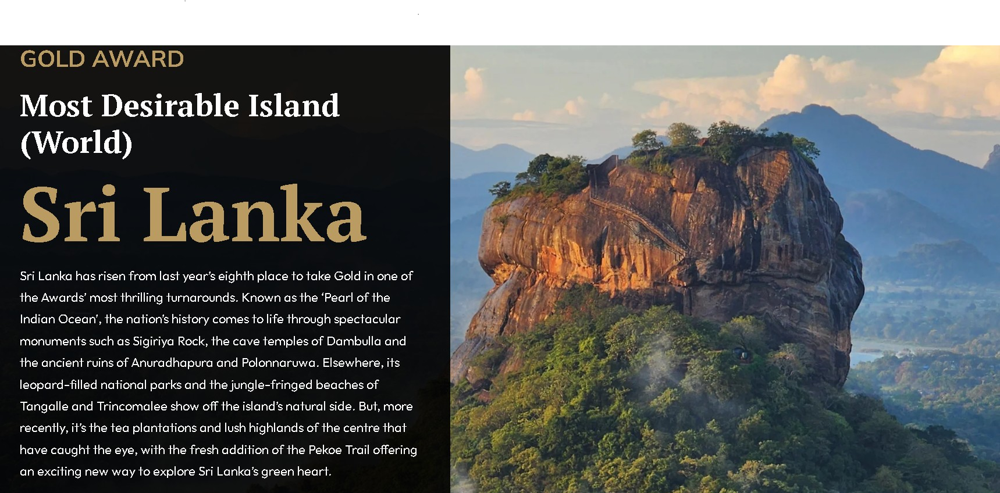 GOLD AWARD
Most Desirable Island
(World)
Sri Lanka
Sri Lanka has risen from last year’s eighth place to take Gold in one of
the Awards’ most thrilling turnarounds. Known as the ‘Pearl of the
Indian Ocean’, the nation’s history comes to life through spectacular
monuments such as Sigiriya Rock, the cave temples of Dambulla and
the ancient ruins of Anuradhapura and Polonnaruwa. Elsewhere, its
leopard-filled national parks and the jungle-fringed beaches of
Tangalle and Trincomalee show off the island’s natural side. But, more
recently, it’s the tea plantations and lush highlands of the centre that
have caught the eye, with the fresh addition of the Pekoe Trail offering
an exciting new way to explore Sri Lanka’s green heart.